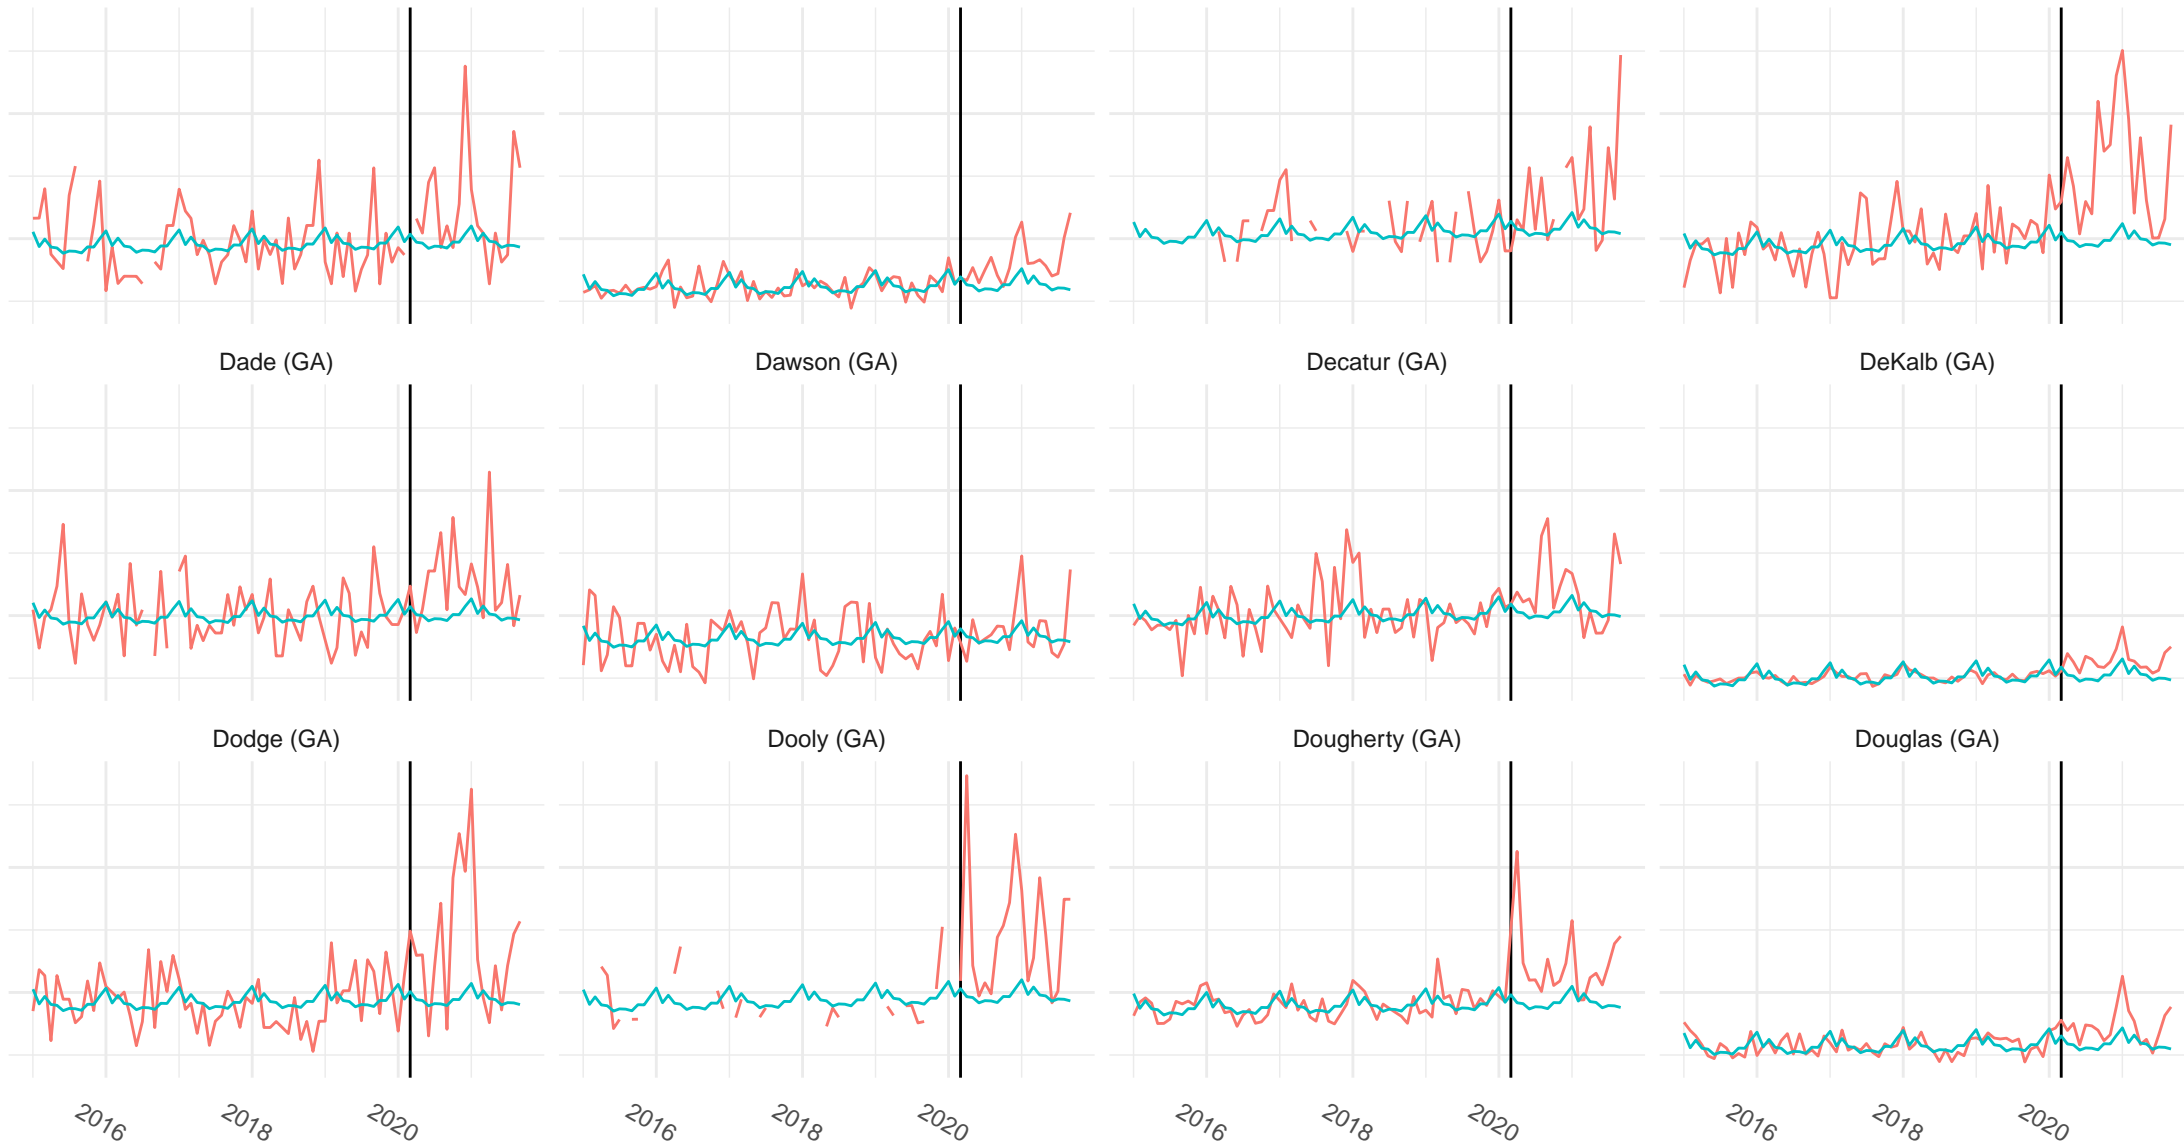 Dade (GA) Dawson (GA) Decatur (GA) DeKalb (GA)
Dodge (GA) Dooly (GA) Dougherty (GA) Douglas (GA)
2016 2018 2020 2016 2018 2020 2016 2018 2020 2016 2018 2020